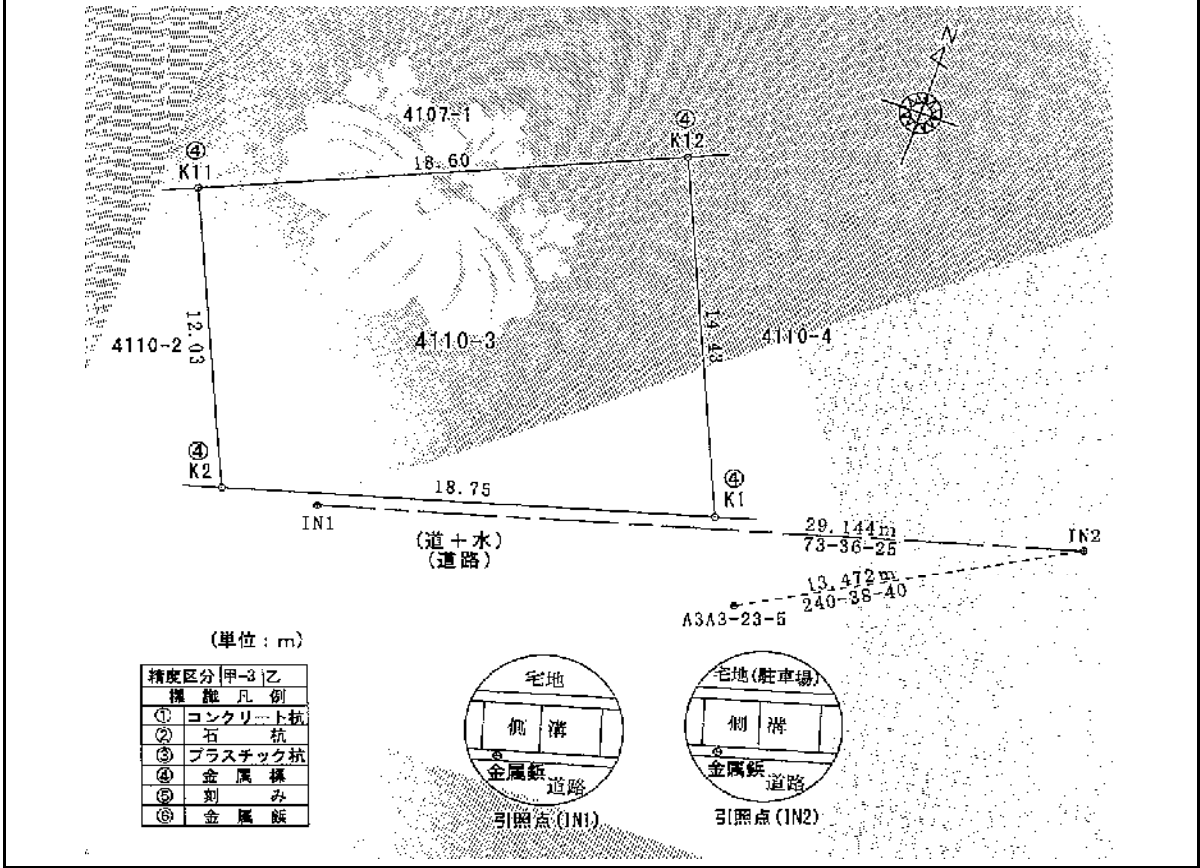 N
4107-1
④
K12
④
K11
18.60
12.03
14.43
4110-2
4110-3
4110-4
④
K2
18.75
④
K1
IN1
(道+水)
(道路)
29.144m
73-36-25
IN2
13.472m
240-38-40
A3A3-23-5
(単位:m)
精度区分 甲-3 乙
標識凡例
① コンクリート杭
② 石杭
③ プラスチック杭
④ 金属標
⑤ 刻み
⑥ 金属鋲
宅地
側溝
金属鋲
道路
引照点(IN1)
宅地(駐車場)
側溝
金属鋲
道路
引照点(IN2)